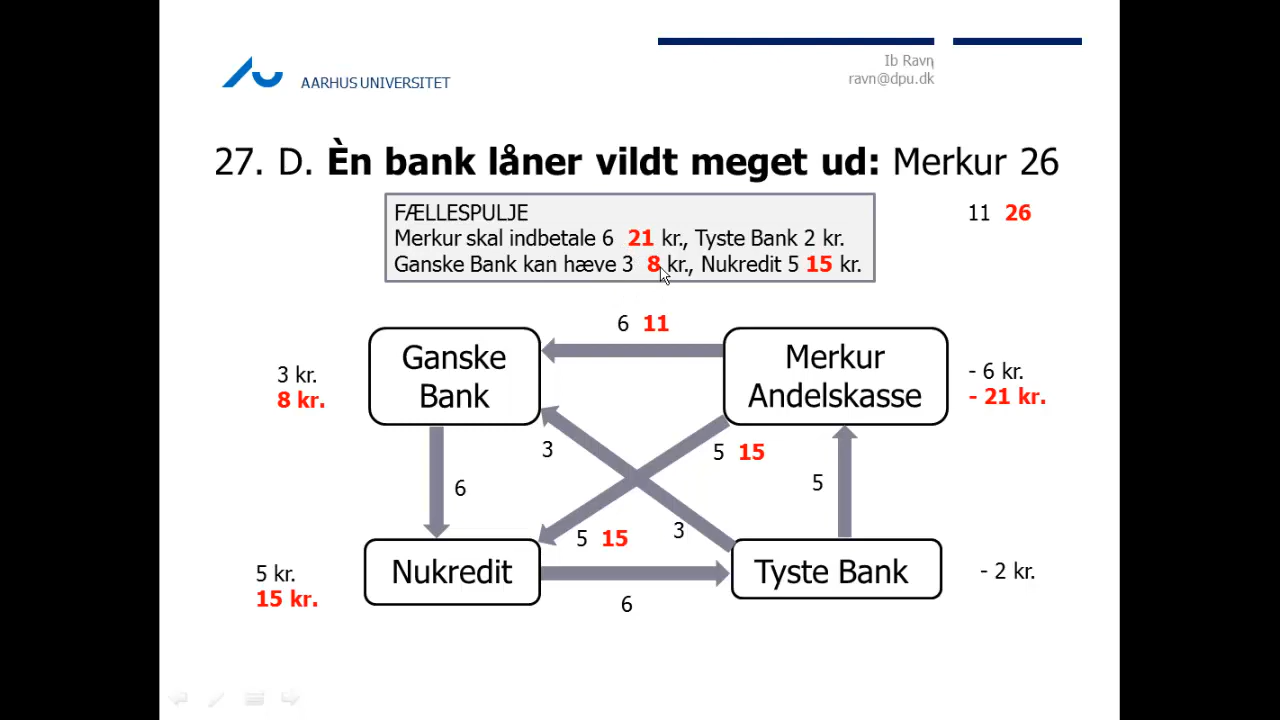 Ib Ravn
ravn@dpu.dk
AARHUS UNIVERSITET
27. D. Èn bank låner vildt meget ud: Merkur 26
FÆLLESPULJE
Merkur skal indbetale 6 21 kr., Tyste Bank 2 kr.
Ganske Bank kan hæve 3 8 kr., Nukredit 5 15 kr.
11 26
6 11
Ganske
Bank
Merkur
Andelskasse
3 kr.
8 kr.
- 6 kr.
- 21 kr.
3
5 15
6
5
5 15
3
Nukredit
Tyste Bank
5 kr.
15 kr.
- 2 kr.
6